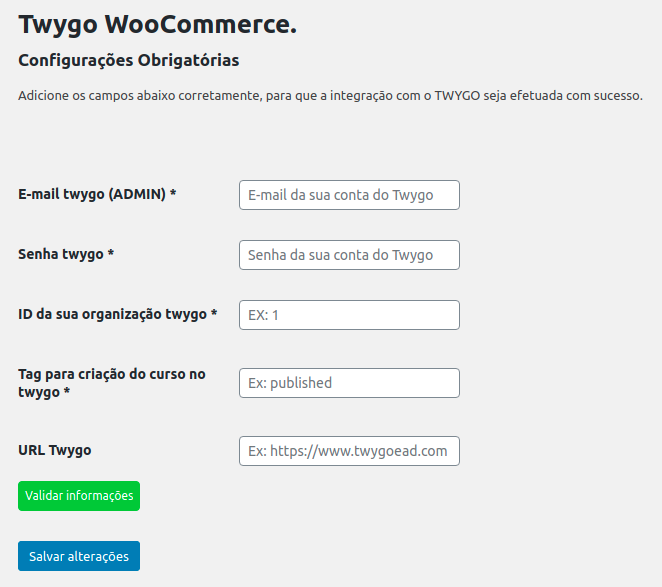 Twygo WooCommerce.
Configurações Obrigatórias
Adicione os campos abaixo corretamente, para que a integração com o TWYGO seja efetuada com sucesso.
E-mail twygo (ADMIN) *
E-mail da sua conta do Twygo
Senha twygo *
Senha da sua conta do Twygo
ID da sua organização twygo *
EX: 1
Tag para criação do curso no
twygo *
Ex: published
URL Twygo
Ex: https://www.twygoead.com
Validar informações
Salvar alterações